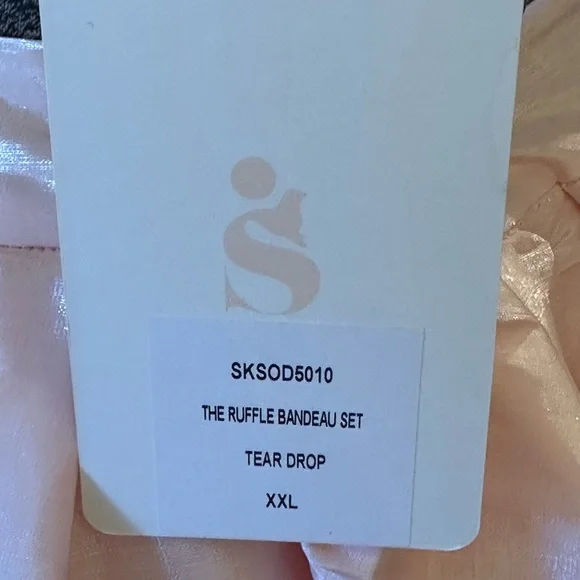 SKSOD5010
THE RUFFLE BANDEAU SET
TEAR DROP
XXL